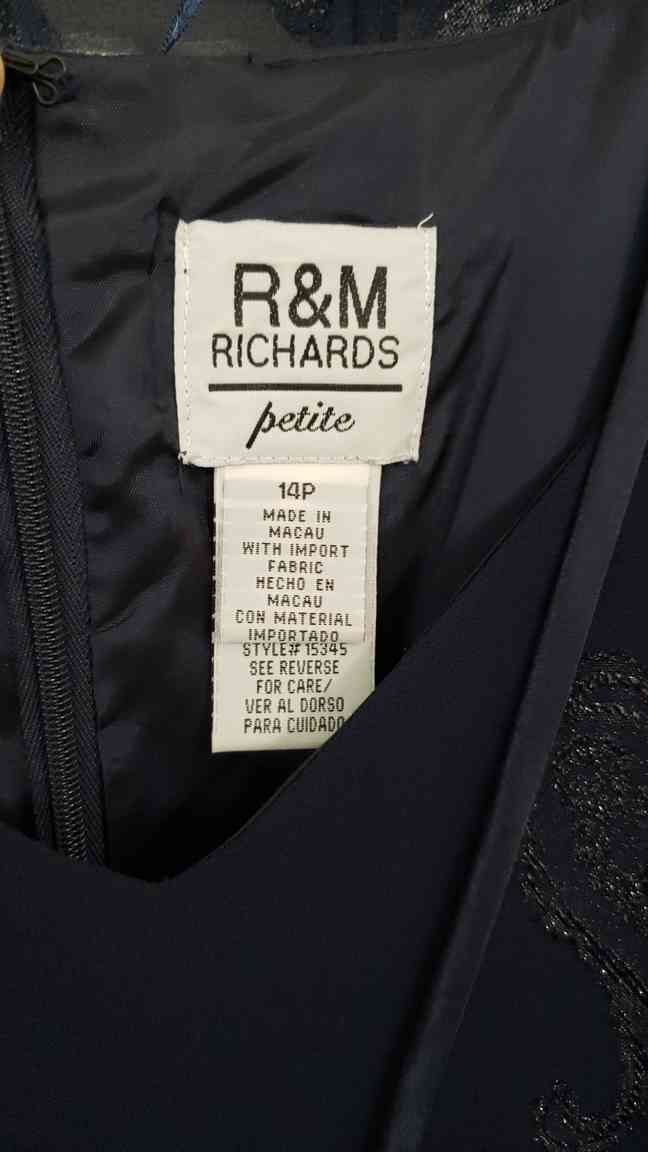 R&M
RICHARDS
petite
14P
MADE IN
MACAU
WITH IMPORT
FABRIC
HECHO EN
MACAU
CON MATERIAL
IMPORTADO
STYLE# 15345
SEE REVERSE
FOR CARE/
VER AL DORSO
PARA CUIDADO